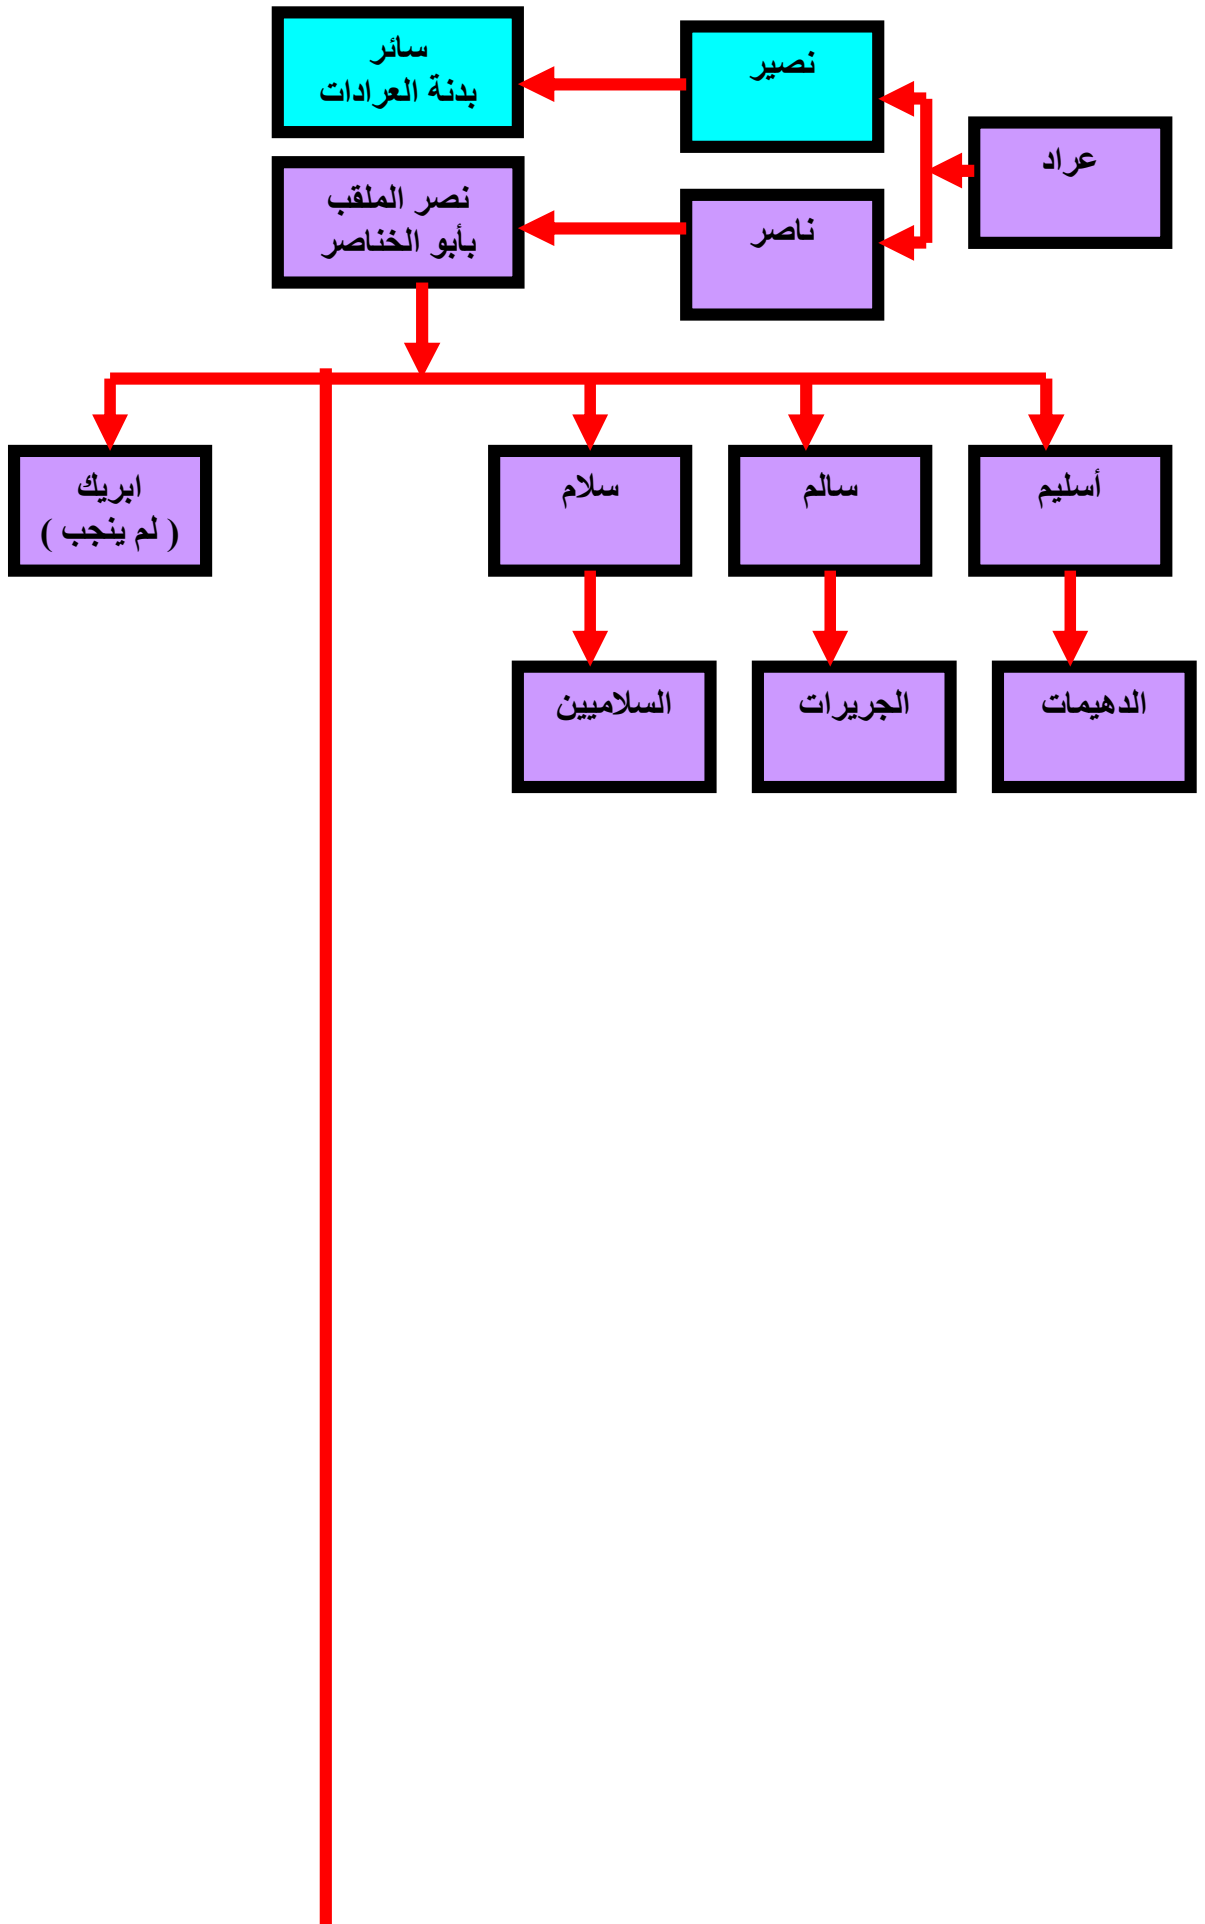 عراد
نصير
سائر
بدنة العرادات
ناصر
نصر الملقب
بأبو الخناصر
أسليم
سالم
سلام
ابريك
( لم ينجب )
الدهيمات
الجريرات
السلاميين